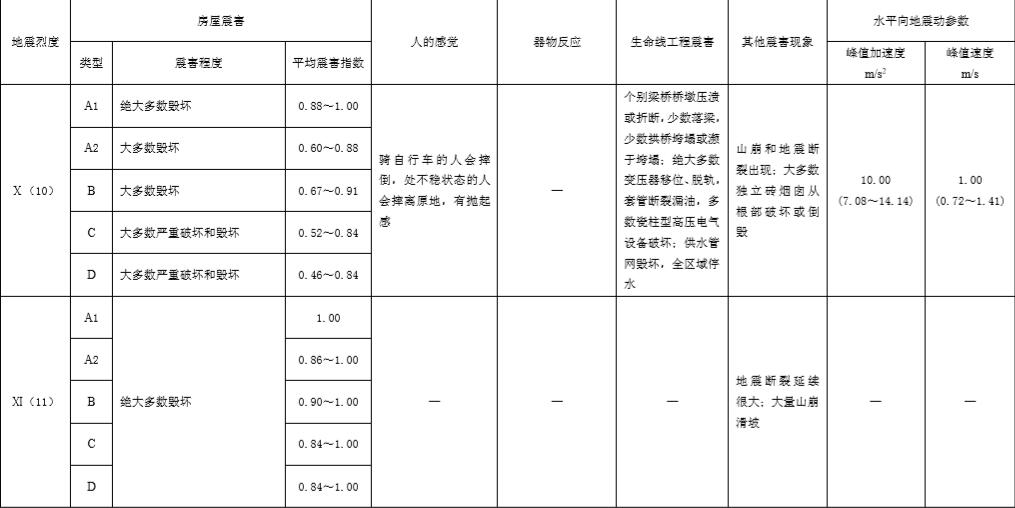 地震烈度
房屋震害
人的感觉
器物反应
生命线工程震害
其他震害现象
水平向地震动参数
类型
震害程度
平均震害指数
峰值加速度
m/s²
峰值速度
m/s
X（10）
A1
绝大多数毁坏
0.88～1.00
A2
大多数毁坏
0.60～0.88
B
大多数毁坏
0.67～0.91
C
大多数严重破坏和毁坏
0.52～0.84
D
大多数严重破坏和毁坏
0.46～0.84
骑自行车的人会摔
倒，处不稳状态的人
会摔离原地，有抛起
感
—
个别梁桥桥墩压溃
或折断，少数落梁，
少数拱桥垮塌或濒
于垮塌；绝大多数
变压器移位、脱轨，
套管断裂漏油，多
数瓷柱型高压电气
设备破坏；供水管
网毁坏，全区域停
水
山崩和地震断
裂出现；大多数
独立砖烟囱从
根部破坏或倒
毁
10.00
(7.08～14.14)
1.00
(0.72～1.41)
XI（11）
A1
绝大多数毁坏
1.00
A2
0.86～1.00
B
0.90～1.00
C
0.84～1.00
D
0.84～1.00
—
—
—
地震断裂延续
很大；大量山崩
滑坡
—
—